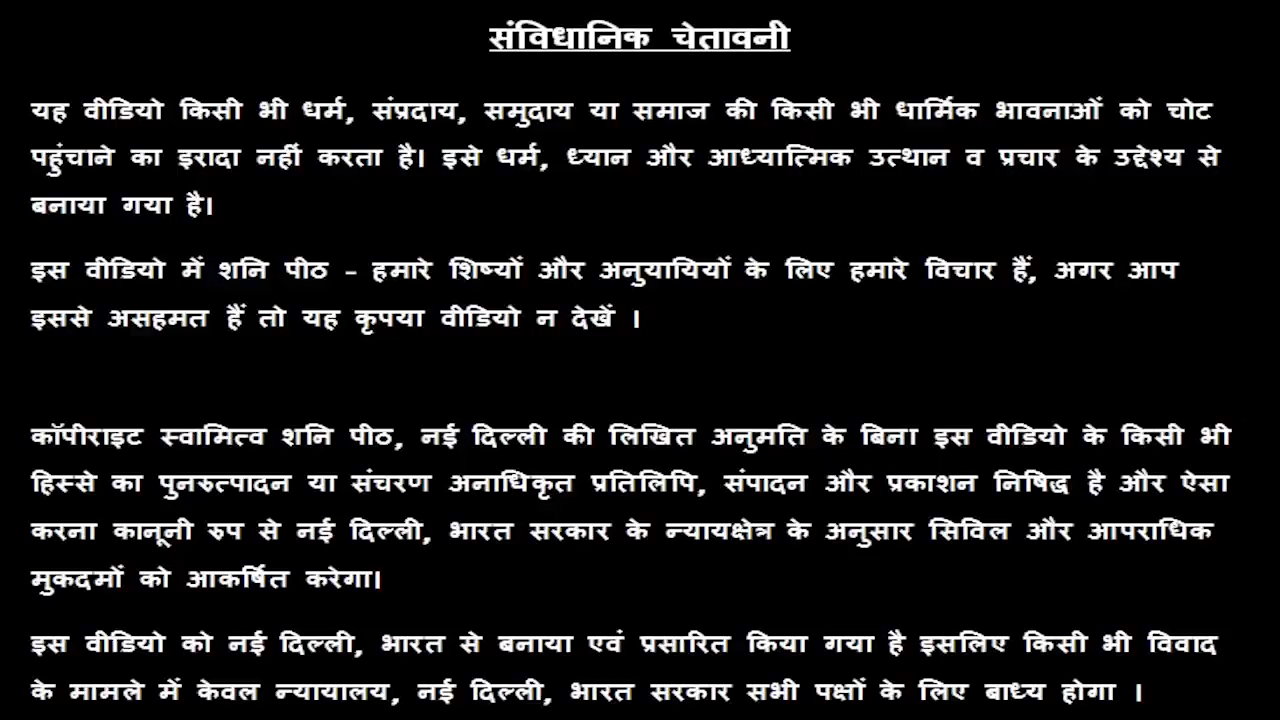 संविधानिक चेतावनी
यह वीडियो किसी भी धर्म, संप्रदाय, समुदाय या समाज की किसी भी धार्मिक भावनाओं को चोट
पहुंचाने का इरादा नहीं करता है। इसे धर्म, ध्यान और आध्यात्मिक उत्थान व प्रचार के उद्देश्य से
बनाया गया है।
इस वीडियो में शनि पीठ – हमारे शिष्यों और अनुयायियों के लिए हमारे विचार हैं, अगर आप
इससे असहमत हैं तो यह कृपया वीडियो न देखें ।
कॉपीराइट स्वामित्व शनि पीठ, नई दिल्ली की लिखित अनुमति के बिना इस वीडियो के किसी भी
हिस्से का पुनरुत्पादन या संचरण अनाधिकृत प्रतिलिपि, संपादन और प्रकाशन निषिद्ध है और ऐसा
करना कानूनी रुप से नई दिल्ली, भारत सरकार के न्यायक्षेत्र के अनुसार सिविल और आपराधिक
मुकदमों को आकर्षित करेगा।
इस वीडियो को नई दिल्ली, भारत से बनाया एवं प्रसारित किया गया है इसलिए किसी भी विवाद
के मामले में केवल न्यायालय, नई दिल्ली, भारत सरकार सभी पक्षों के लिए बाध्य होगा ।